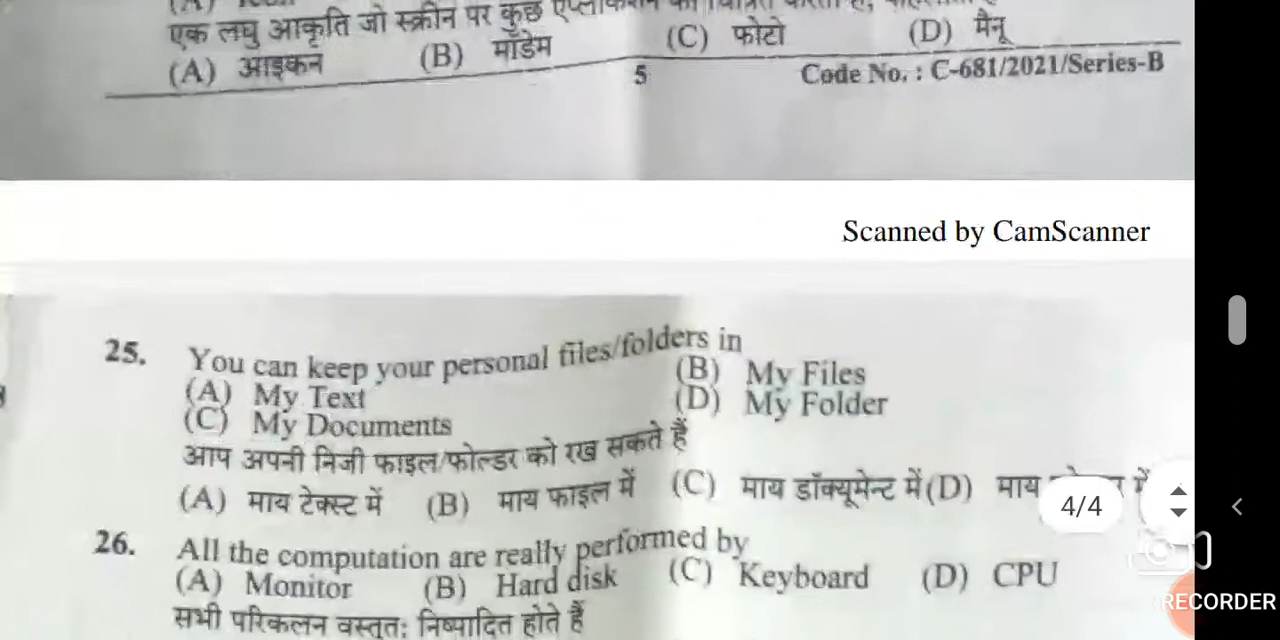 एक लघु आकृति जो स्क्रीन पर कुछ
(A) आइकन (B) मॉडेम (C) फोटो (D) मैनू
5 Code No. : C-681/2021/Series-B
Scanned by CamScanner
25. You can keep your personal files/folders in
(A) My Text (B) My Files
(C) My Documents (D) My Folder
आप अपनी निजी फाइल/फोल्डर को रख सकते हैं
(A) माय टेक्स्ट में (B) माय फाइल में (C) माय डॉक्यूमेन्ट में (D) माय में
4/4
26. All the computation are really performed by
(A) Monitor (B) Hard disk (C) Keyboard (D) CPU
सभी परिकलन वस्तुतः निष्पादित होते हैं
RECORDER